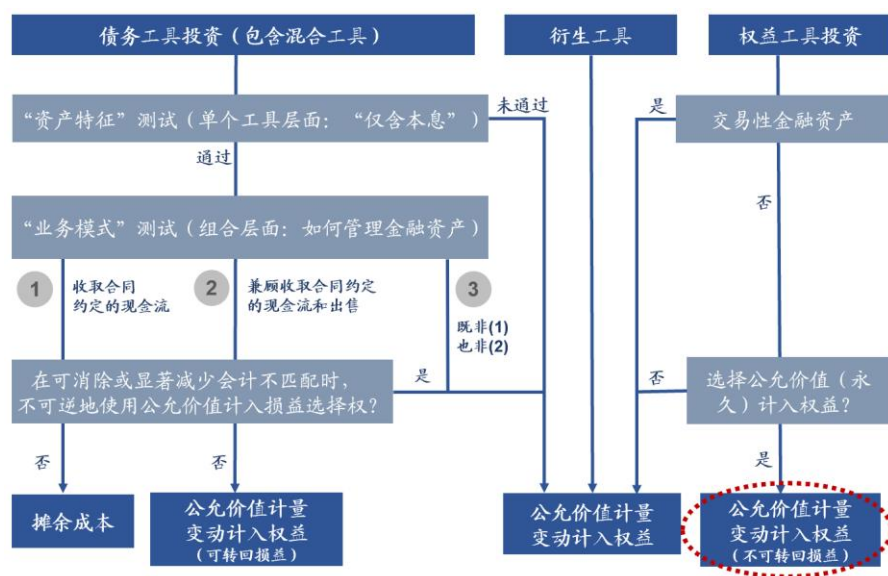 债务工具投资（包含混合工具）
衍生工具
权益工具投资
“资产特征”测试（单个工具层面：“仅含本息”）
未通过
是
交易性金融资产
通过
否
“业务模式”测试（组合层面：如何管理金融资产）
1
收取合同
约定的现金流
2
兼顾收取合同约定
的现金流和出售
3
既非(1)
也非(2)
在可消除或显著减少会计不匹配时，
不可逆地使用公允价值计入损益选择权？
是
否
选择公允价值（永
久）计入权益？
否
否
是
摊余成本
公允价值计量
变动计入权益
(可转回损益)
公允价值计量
变动计入权益
公允价值计量
变动计入权益
(不可转回损益)